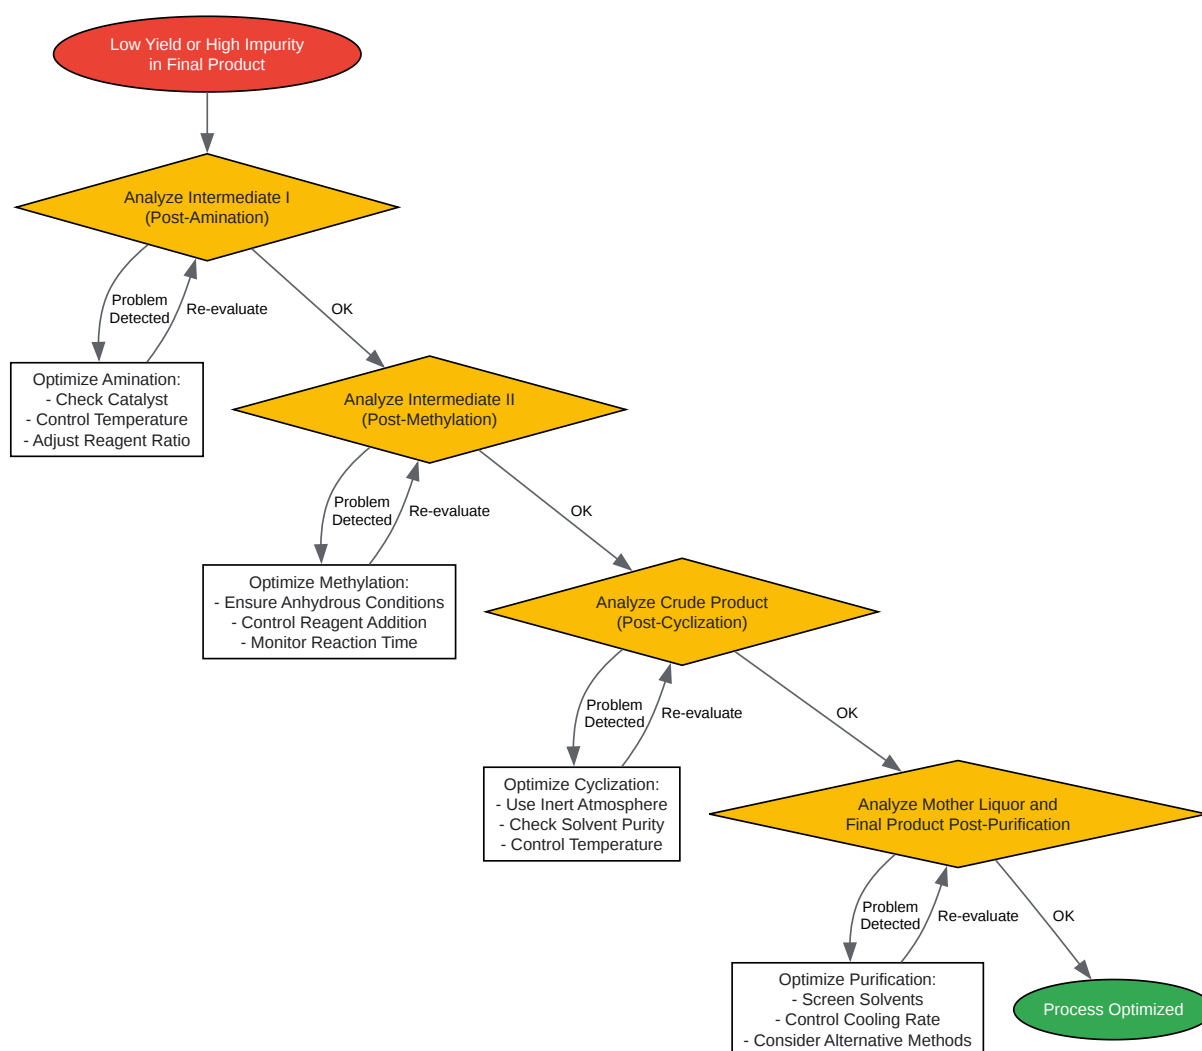 Low Yield or High Impurity
in Final Product
Analyze Intermediate I
(Post-Amination)
Problem
Detected
Re-evaluate
OK
Optimize Amination:
- Check Catalyst
- Control Temperature
- Adjust Reagent Ratio
Analyze Intermediate II
(Post-Methylation)
Problem
Detected
Re-evaluate
OK
Optimize Methylation:
- Ensure Anhydrous Conditions
- Control Reagent Addition
- Monitor Reaction Time
Analyze Crude Product
(Post-Cyclization)
Problem
Detected
Re-evaluate
OK
Optimize Cyclization:
- Use Inert Atmosphere
- Check Solvent Purity
- Control Temperature
Analyze Mother Liquor and
Final Product Post-Purification
Problem
Detected
Re-evaluate
OK
Optimize Purification:
- Screen Solvents
- Control Cooling Rate
- Consider Alternative Methods
Process Optimized